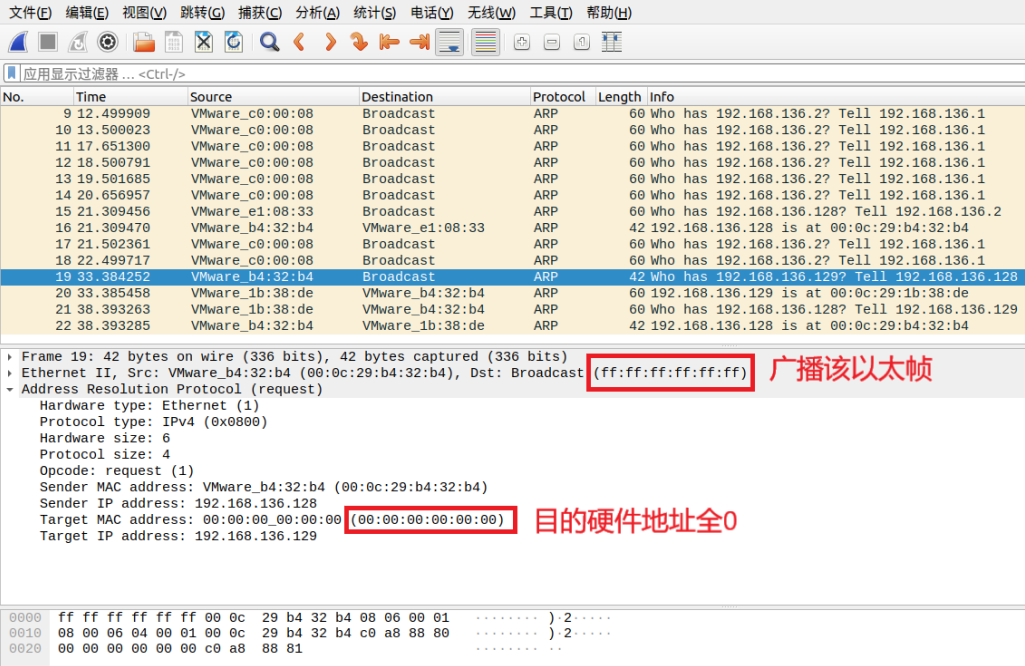 文件(F) 编辑(E) 视图(V) 跳转(G) 捕获(C) 分析(A) 统计(S) 电话(Y) 无线(W) 工具(T) 帮助(H)
应用显示过滤器 … <Ctrl-/>
No. Time Source Destination Protocol Length Info
9 12.499909 VMware_c0:00:08 Broadcast ARP 60 Who has 192.168.136.2? Tell 192.168.136.1
10 13.500023 VMware_c0:00:08 Broadcast ARP 60 Who has 192.168.136.2? Tell 192.168.136.1
11 17.651300 VMware_c0:00:08 Broadcast ARP 60 Who has 192.168.136.2? Tell 192.168.136.1
12 18.500791 VMware_c0:00:08 Broadcast ARP 60 Who has 192.168.136.2? Tell 192.168.136.1
13 19.501685 VMware_c0:00:08 Broadcast ARP 60 Who has 192.168.136.2? Tell 192.168.136.1
14 20.656957 VMware_c0:00:08 Broadcast ARP 60 Who has 192.168.136.2? Tell 192.168.136.1
15 21.309456 VMware_e1:08:33 Broadcast ARP 60 Who has 192.168.136.128? Tell 192.168.136.2
16 21.309470 VMware_b4:32:b4 VMware_e1:08:33 ARP 42 192.168.136.128 is at 00:0c:29:b4:32:b4
17 21.502361 VMware_c0:00:08 Broadcast ARP 60 Who has 192.168.136.2? Tell 192.168.136.1
18 22.499717 VMware_c0:00:08 Broadcast ARP 60 Who has 192.168.136.2? Tell 192.168.136.1
19 33.384252 VMware_b4:32:b4 Broadcast ARP 42 Who has 192.168.136.129? Tell 192.168.136.128
20 33.385458 VMware_1b:38:de VMware_b4:32:b4 ARP 60 192.168.136.129 is at 00:0c:29:1b:38:de
21 38.393263 VMware_1b:38:de VMware_b4:32:b4 ARP 60 Who has 192.168.136.128? Tell 192.168.136.129
22 38.393285 VMware_b4:32:b4 VMware_1b:38:de ARP 42 192.168.136.128 is at 00:0c:29:b4:32:b4
Frame 19: 42 bytes on wire (336 bits), 42 bytes captured (336 bits)
Ethernet II, Src: VMware_b4:32:b4 (00:0c:29:b4:32:b4), Dst: Broadcast (ff:ff:ff:ff:ff:ff) 广播该以太帧
Address Resolution Protocol (request)
Hardware type: Ethernet (1)
Protocol type: IPv4 (0x0800)
Hardware size: 6
Protocol size: 4
Opcode: request (1)
Sender MAC address: VMware_b4:32:b4 (00:0c:29:b4:32:b4)
Sender IP address: 192.168.136.128
Target MAC address: 00:00:00_00:00:00 (00:00:00:00:00:00) 目的硬件地址全0
Target IP address: 192.168.136.129
0000 ff ff ff ff ff ff 00 0c 29 b4 32 b4 08 06 00 01 ········ )·2·····
0010 08 00 06 04 00 01 00 0c 29 b4 32 b4 c0 a8 88 80 ········ )·2·····
0020 00 00 00 00 00 00 c0 a8 88 81 ········ ··